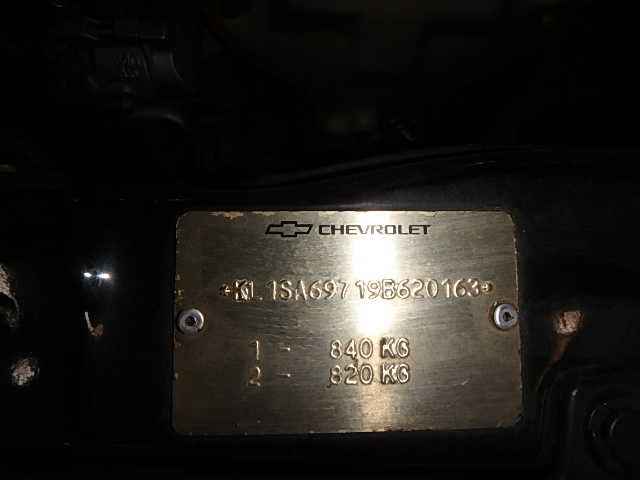 CHEVROLET
*KL1SA69719B620163*
1 - 840 KG
2 - 820 KG